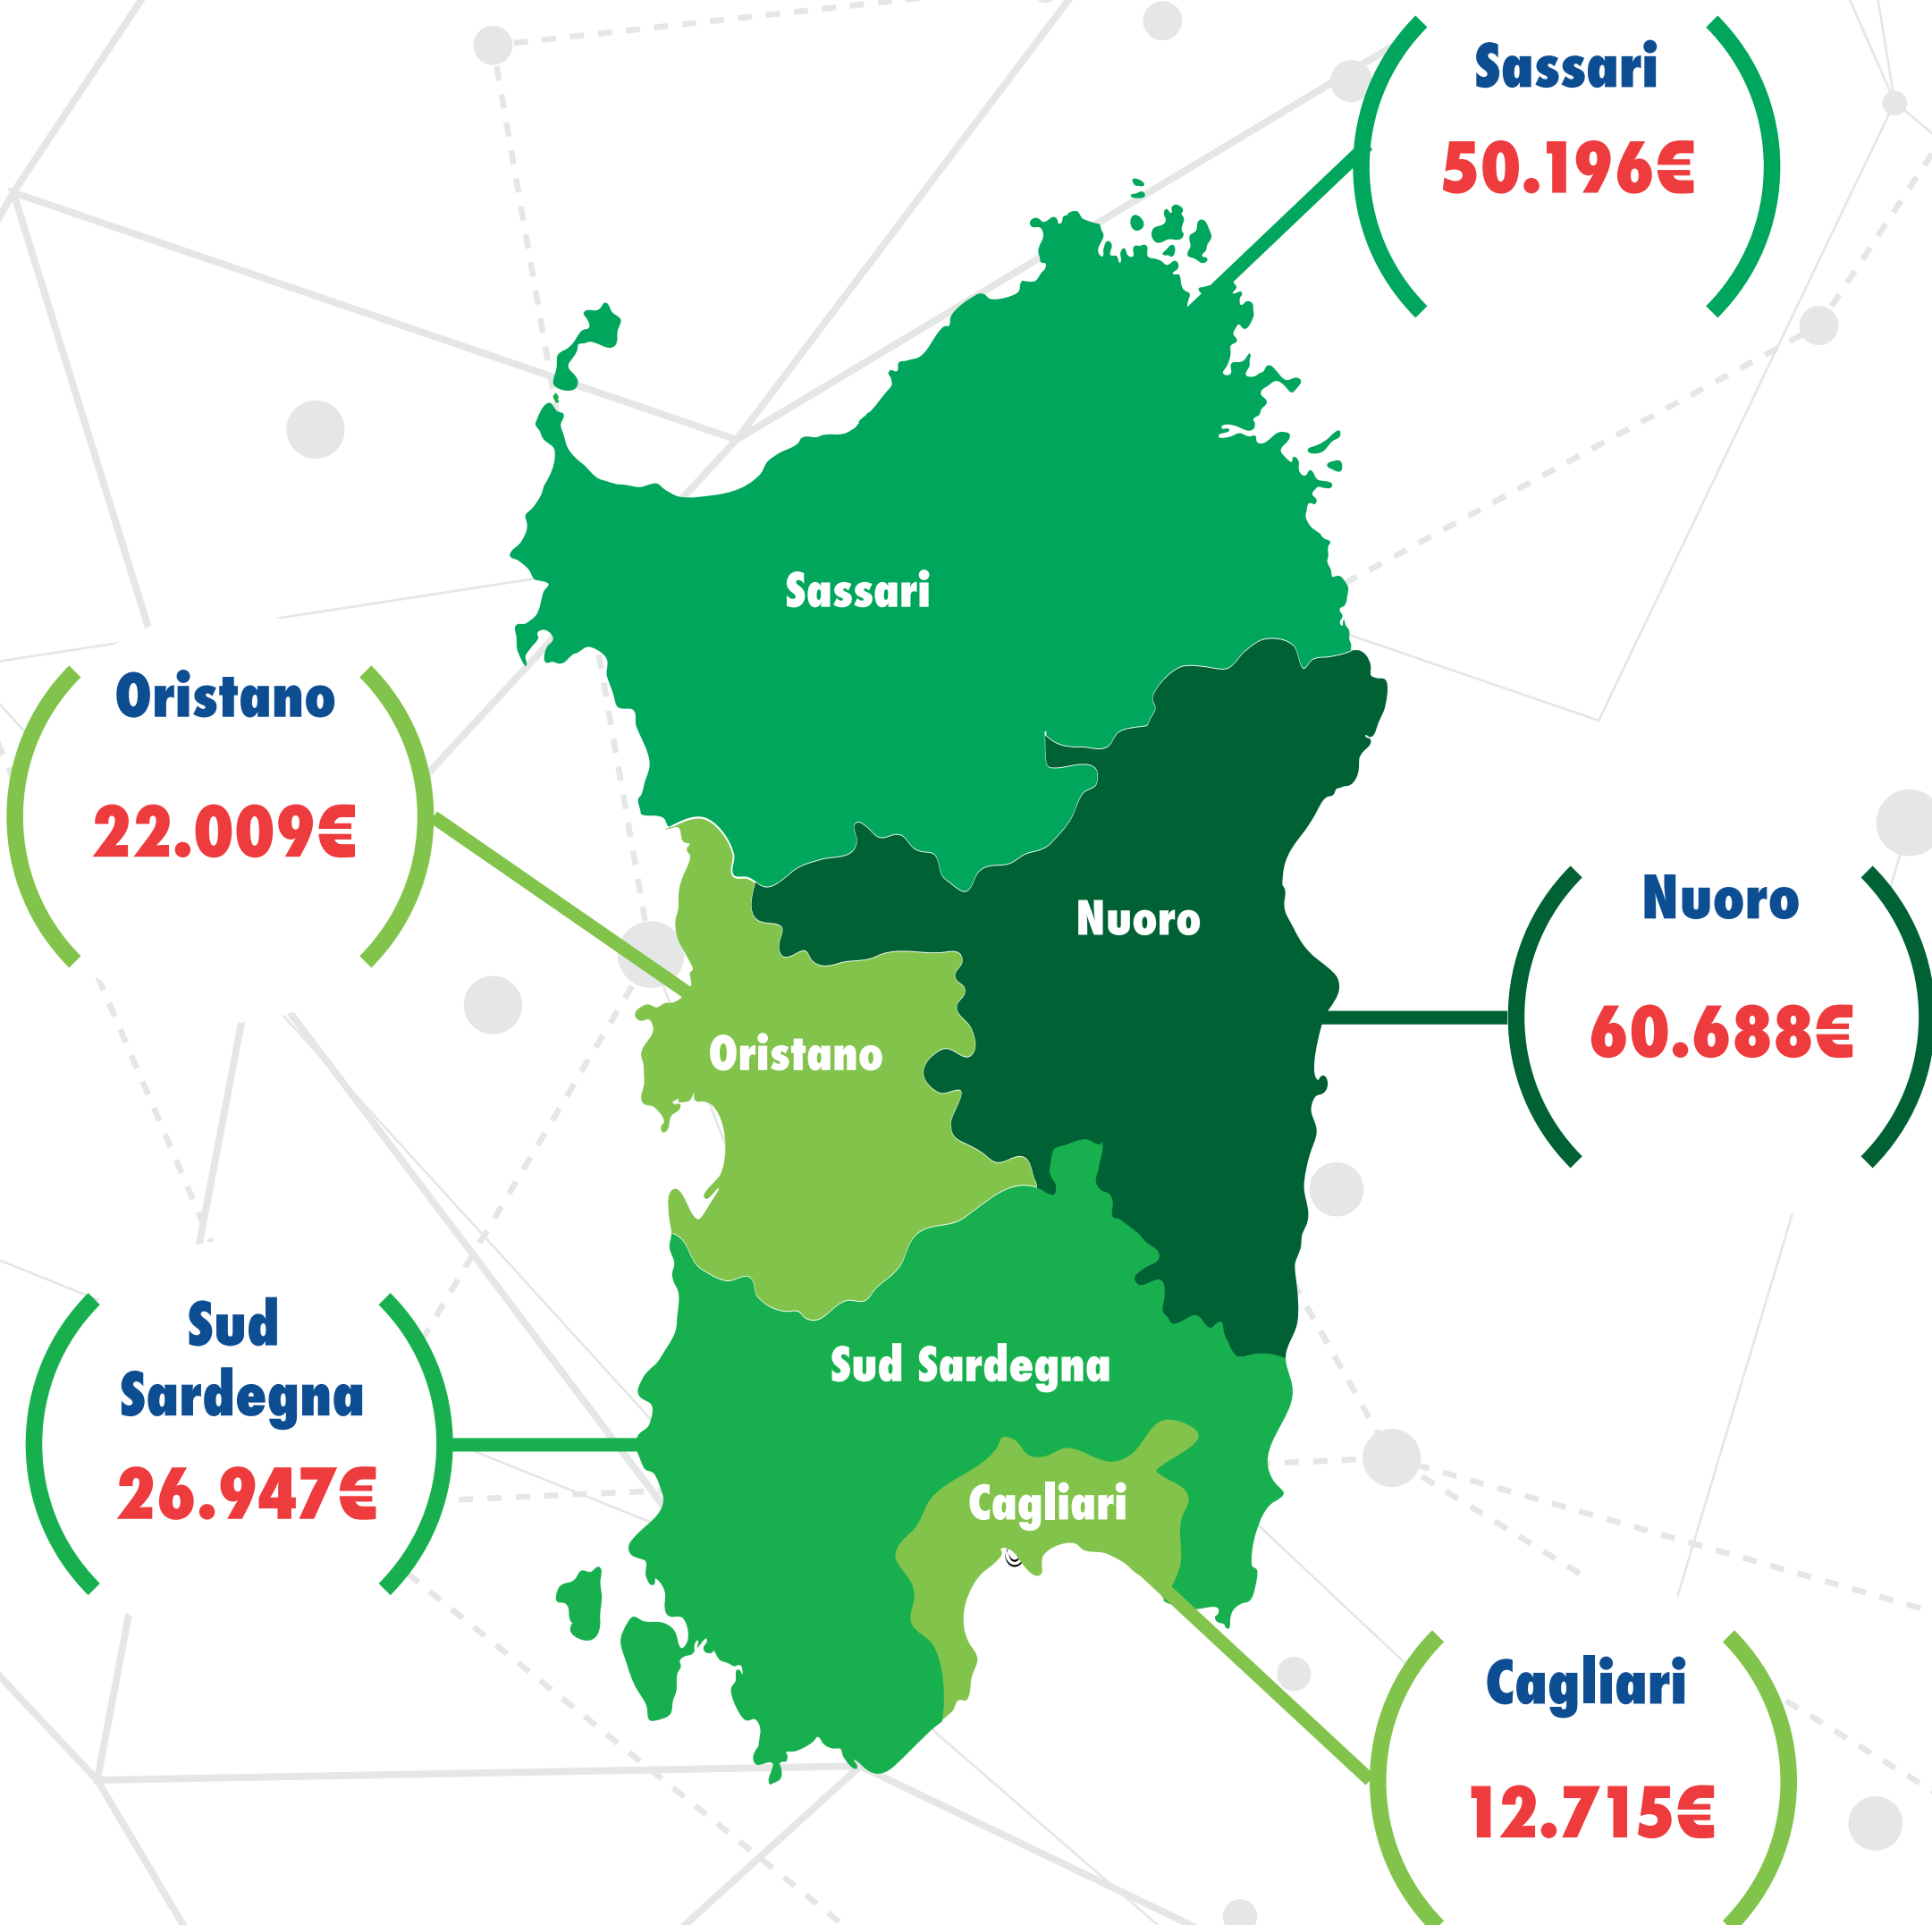 Sassari
50.196€
Sassari
Oristano
22.009€
Nuoro
Nuoro
60.688€
Oristano
Sud
Sardegna
26.947€
Sud Sardegna
Cagliari
Cagliari
12.715€